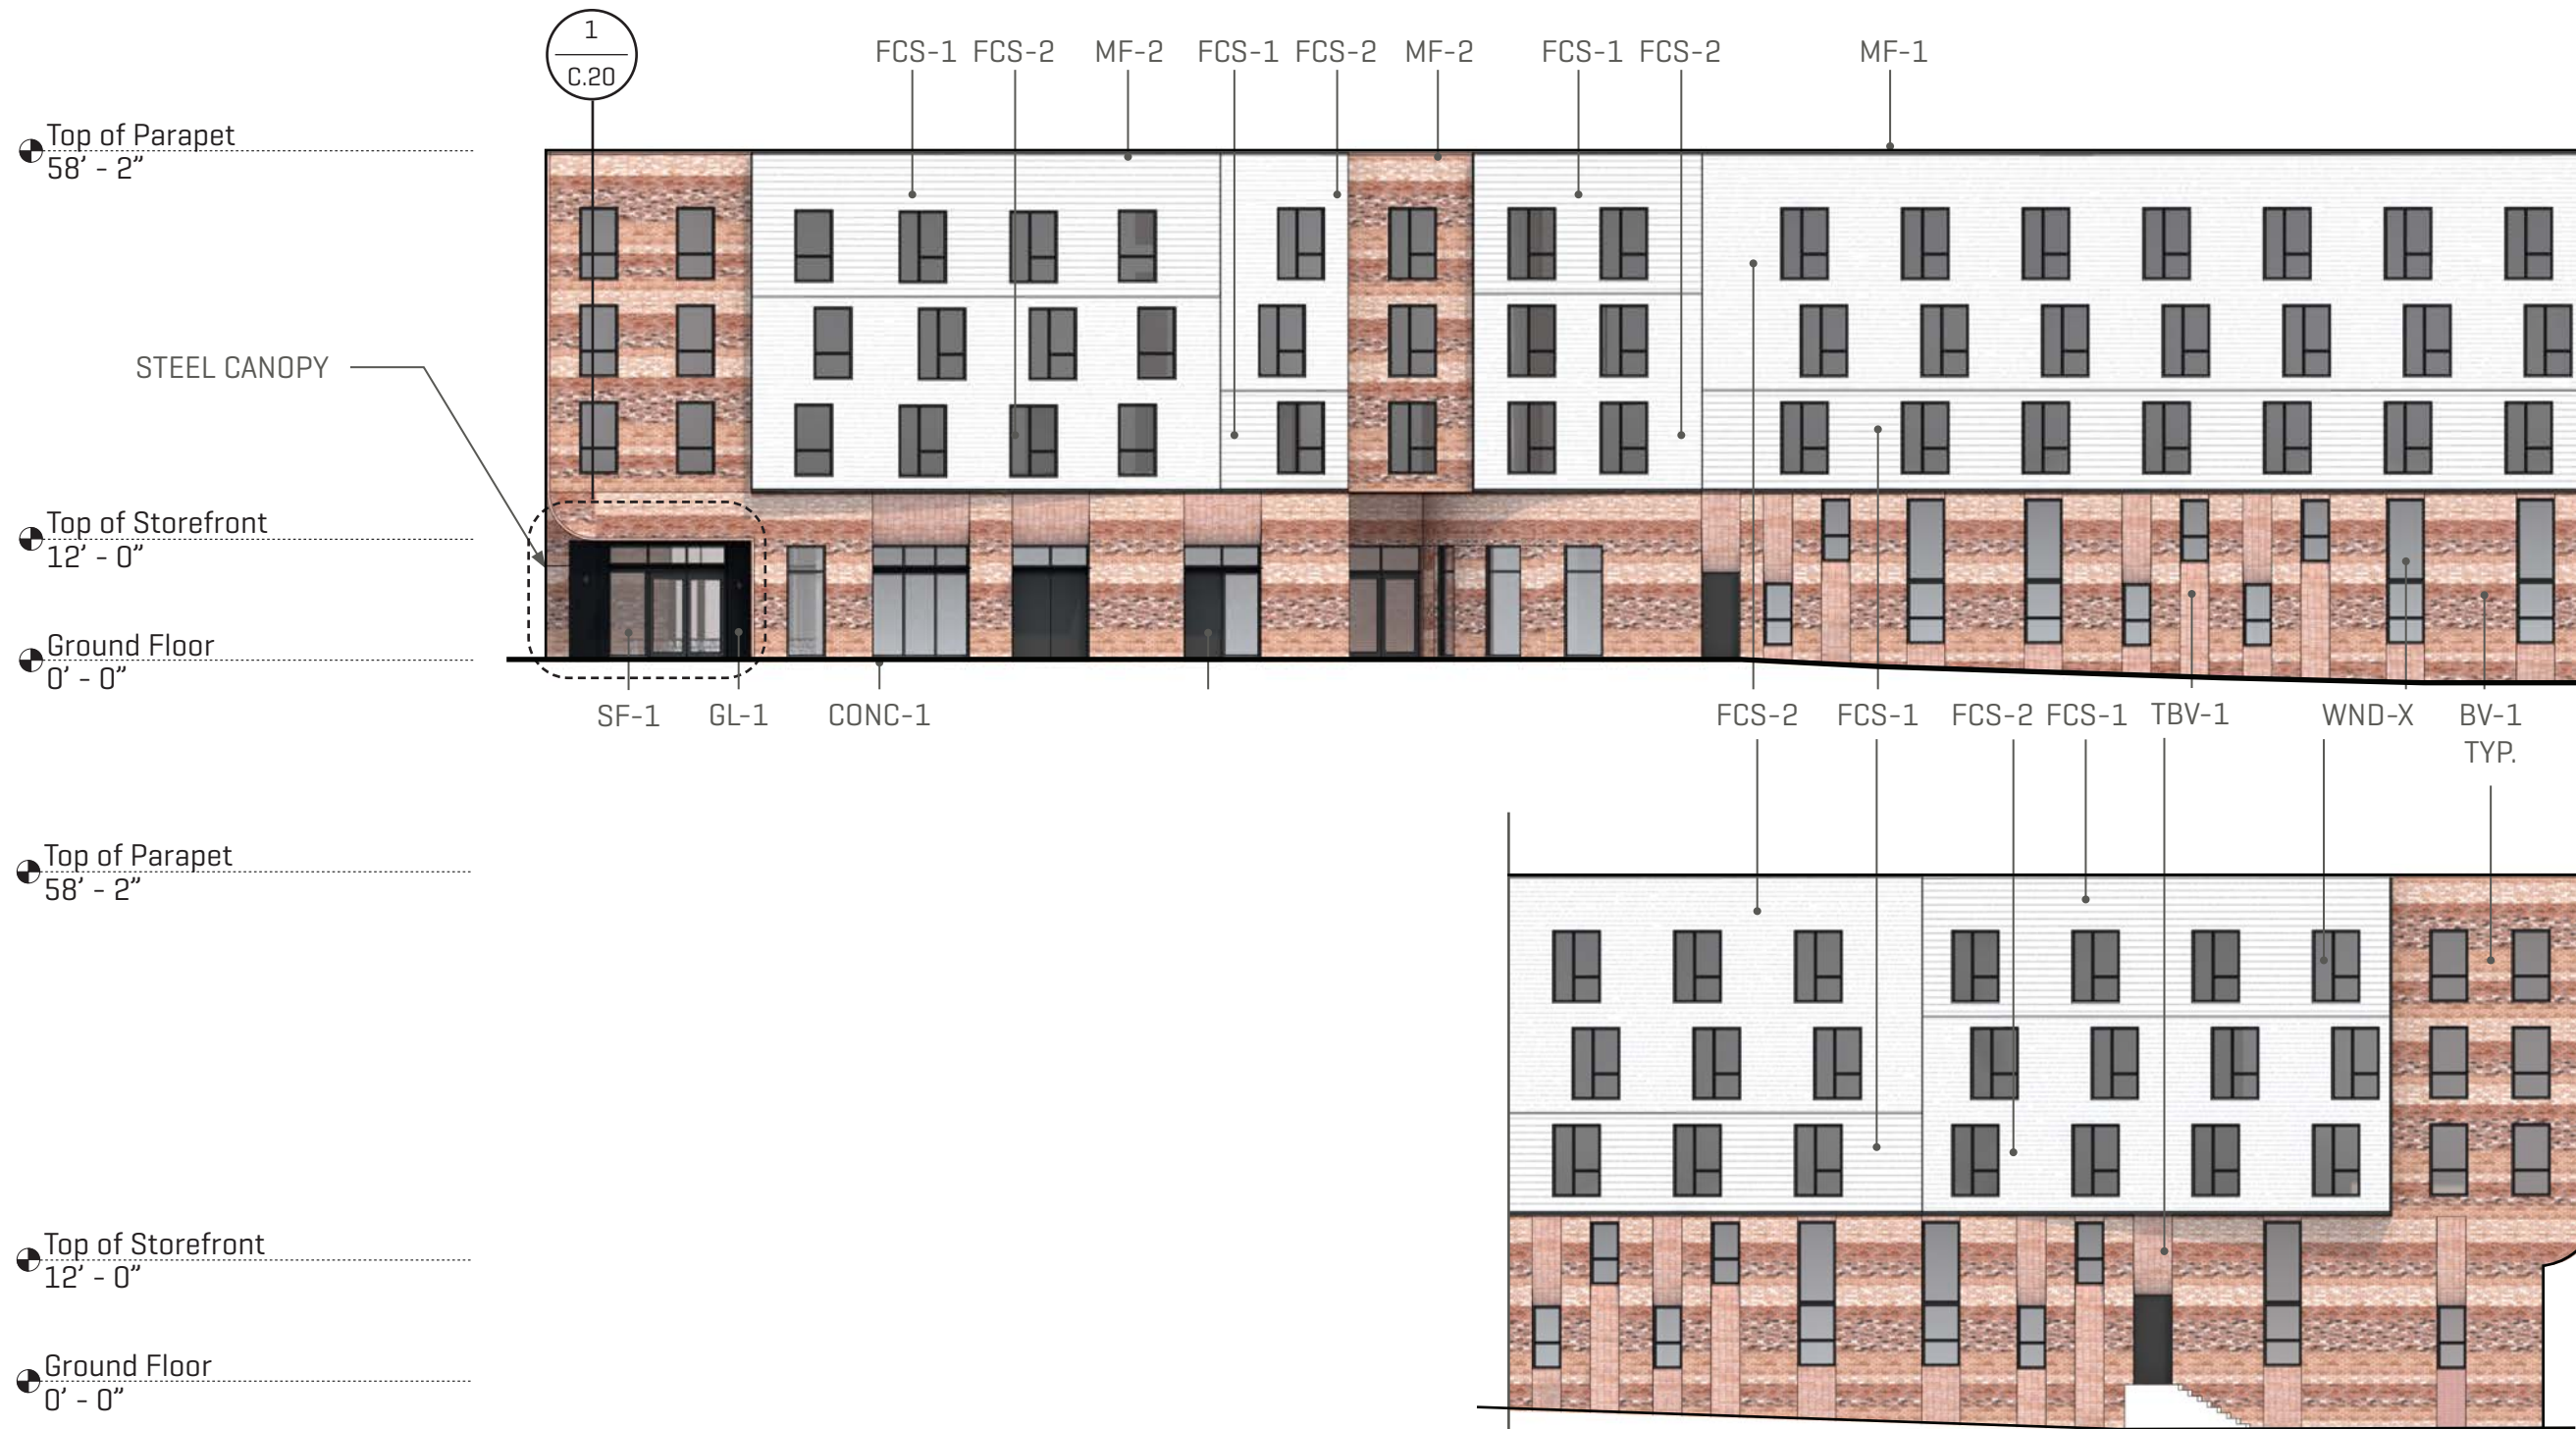 1
C.20
FCS-1 FCS-2 MF-2 FCS-1 FCS-2 MF-2 FCS-1 FCS-2 MF-1
Top of Parapet
58’ - 2”
STEEL CANOPY
Top of Storefront
12’ - 0”
Ground Floor
0’ - 0”
SF-1 GL-1 CONC-1 FCS-2 FCS-1 FCS-2 FCS-1 TBV-1 WND-X BV-1
TYP.
Top of Parapet
58’ - 2”
Top of Storefront
12’ - 0”
Ground Floor
0’ - 0”